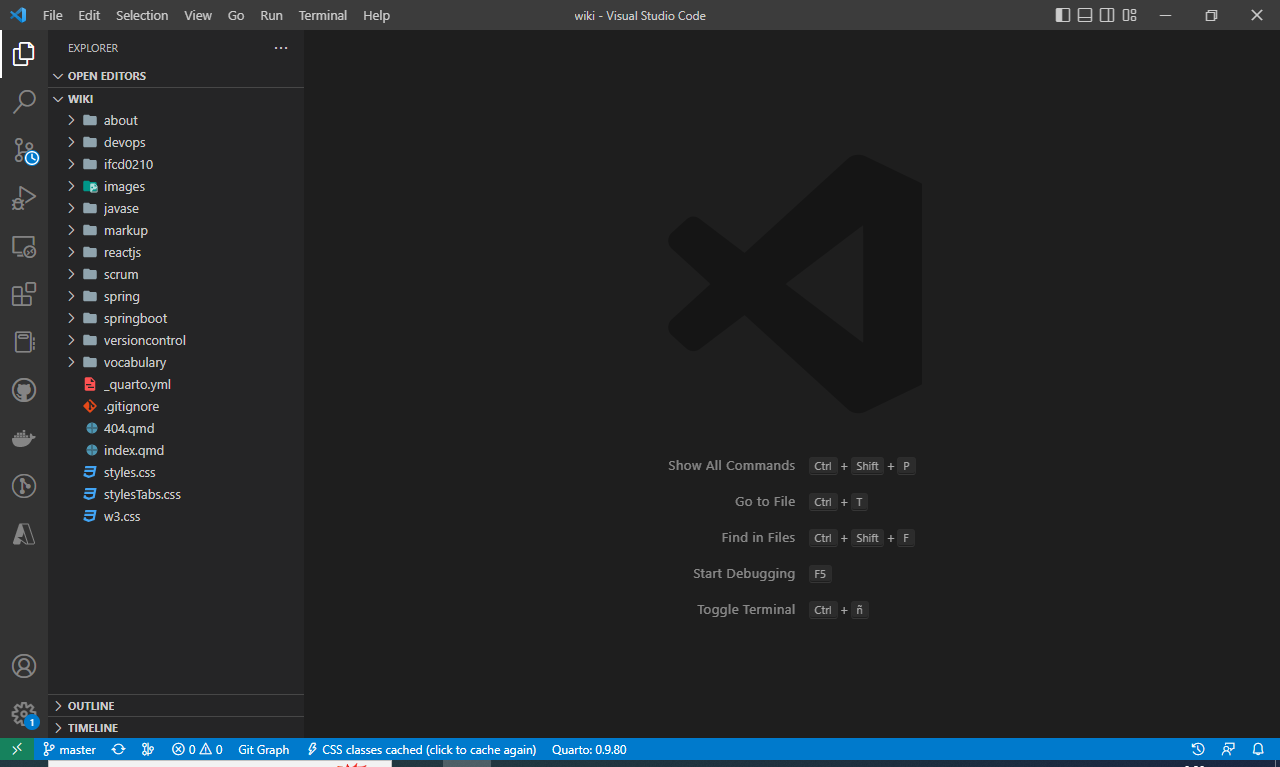 File Edit Selection View Go Run Terminal Help wiki - Visual Studio Code
EXPLORER
OPEN EDITORS
WIKI
about
devops
ifcd0210
images
javase
markup
reactjs
scrum
spring
springboot
versioncontrol
vocabulary
_quarto.yml
.gitignore
404.qmd
index.qmd
styles.css
stylesTabs.css
w3.css
Show All Commands Ctrl + Shift + P
Go to File Ctrl + T
Find in Files Ctrl + Shift + F
Start Debugging F5
Toggle Terminal Ctrl + ñ
1
OUTLINE
TIMELINE
master 0 0 Git Graph CSS classes cached (click to cache again) Quarto: 0.9.80